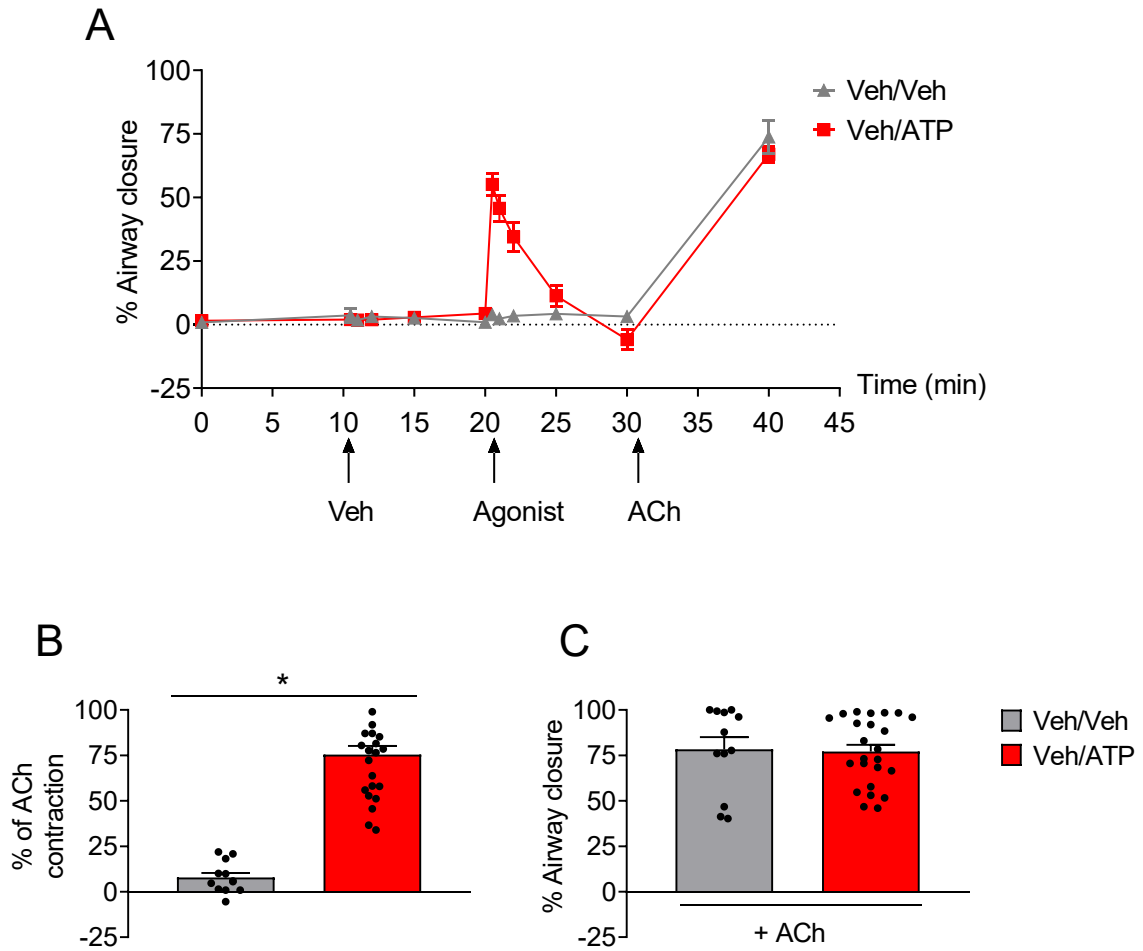 A
% Airway closure
100
75
50
25
0
-25
Veh/Veh
Veh/ATP
0 5 10 15 20 25 30 35 40 45
Time (min)
Veh Agonist ACh
B
% of ACh
contraction
100
75
50
25
0
-25
*
C
% Airway closure
100
75
50
25
0
-25
+ ACh
Veh/Veh
Veh/ATP